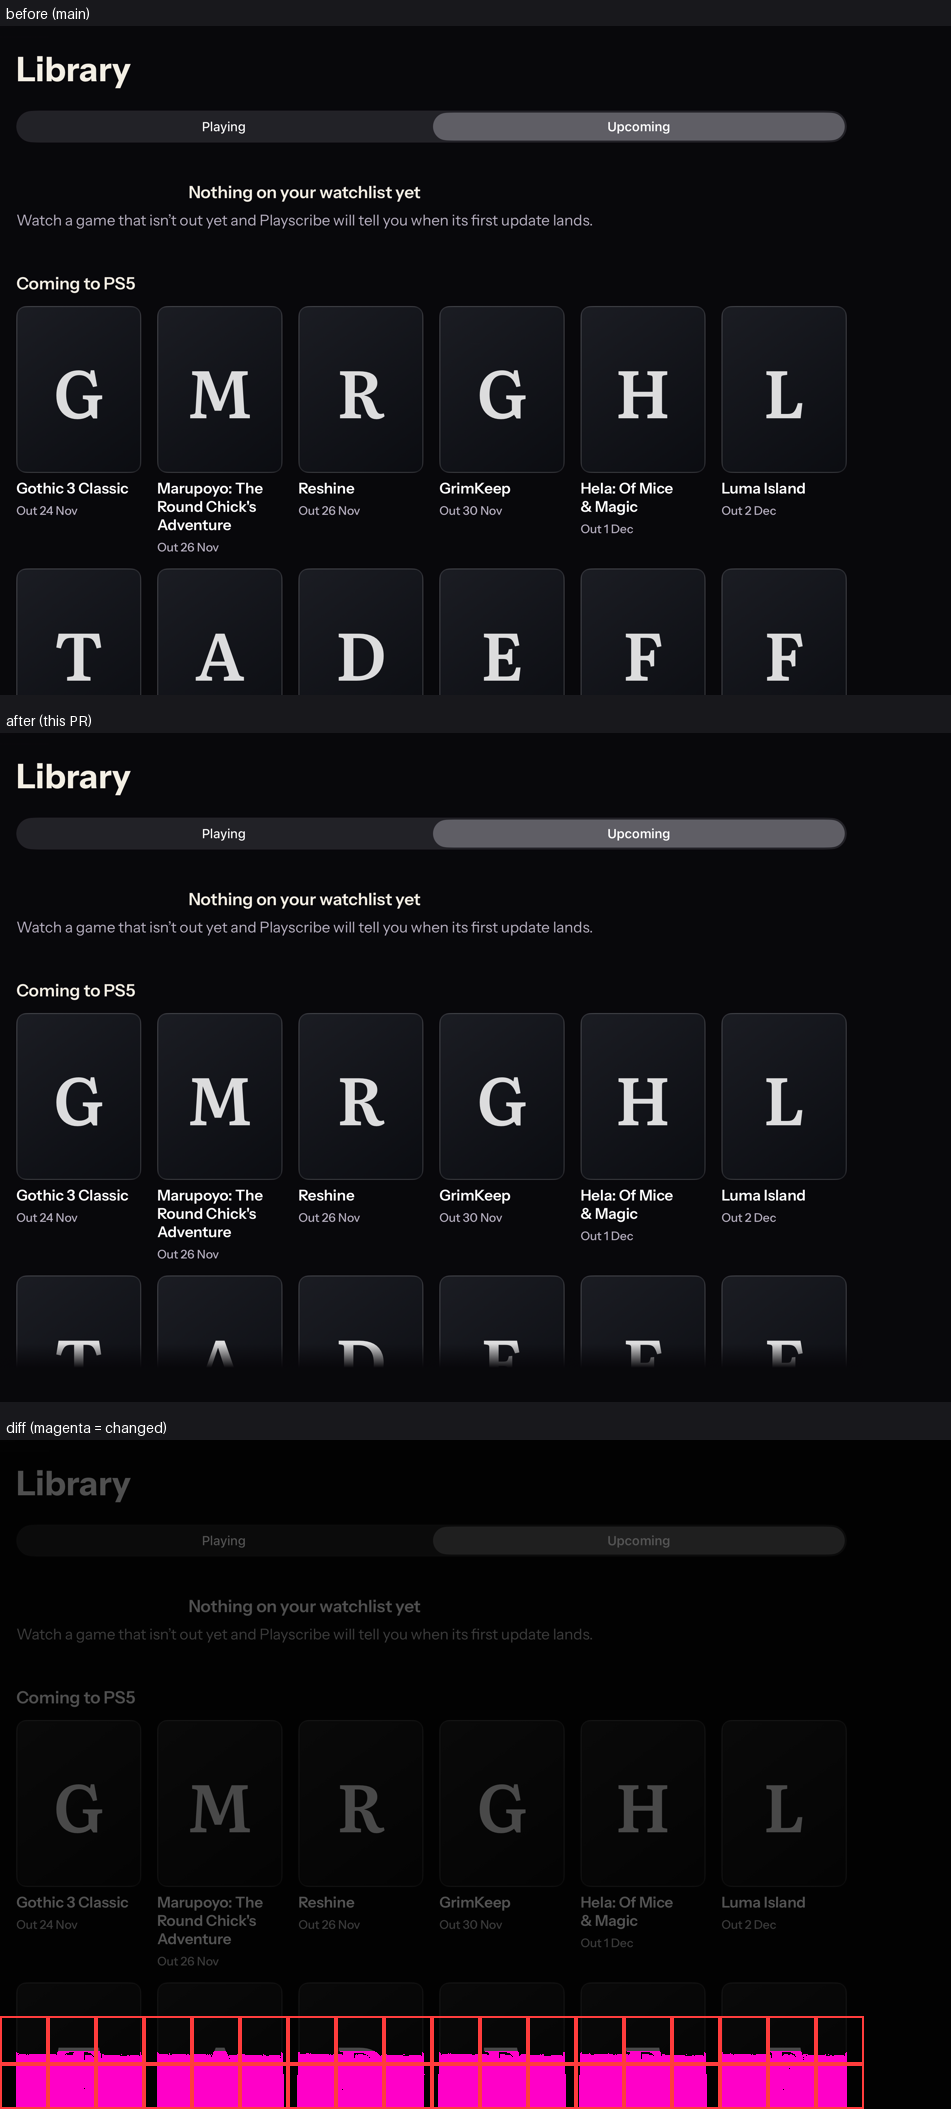 before (main)
Library
Playing Upcoming
Nothing on your watchlist yet
Watch a game that isn't out yet and Playscribe will tell you when its first update lands.
Coming to PS5
G M R G H L
Gothic 3 Classic Marupoyo: The Reshine GrimKeep Hela: Of Mice Luma Island
Out 24 Nov Round Chick's Out 26 Nov Out 30 Nov & Magic Out 2 Dec
Adventure Out 1 Dec
Out 26 Nov
T A D E F F
after (this PR)
Library
Playing Upcoming
Nothing on your watchlist yet
Watch a game that isn't out yet and Playscribe will tell you when its first update lands.
Coming to PS5
G M R G H L
Gothic 3 Classic Marupoyo: The Reshine GrimKeep Hela: Of Mice Luma Island
Out 24 Nov Round Chick's Out 26 Nov Out 30 Nov & Magic Out 2 Dec
Adventure Out 1 Dec
Out 26 Nov
T A D E F F
diff (magenta = changed)
Library
Playing Upcoming
Nothing on your watchlist yet
Watch a game that isn't out yet and Playscribe will tell you when its first update lands.
Coming to PS5
G M R G H L
Gothic 3 Classic Marupoyo: The Reshine GrimKeep Hela: Of Mice Luma Island
Out 24 Nov Round Chick's Out 26 Nov Out 30 Nov & Magic Out 2 Dec
Adventure Out 1 Dec
Out 26 Nov